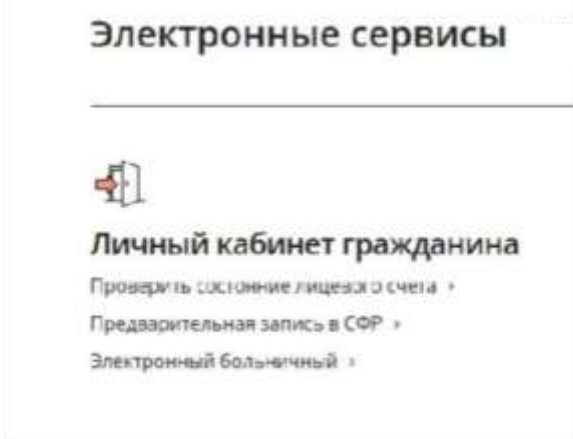 Электронные сервисы
Личный кабинет гражданина
Проверить состояние лицевого счета
Предварительная запись в СФР
Электронный больничный